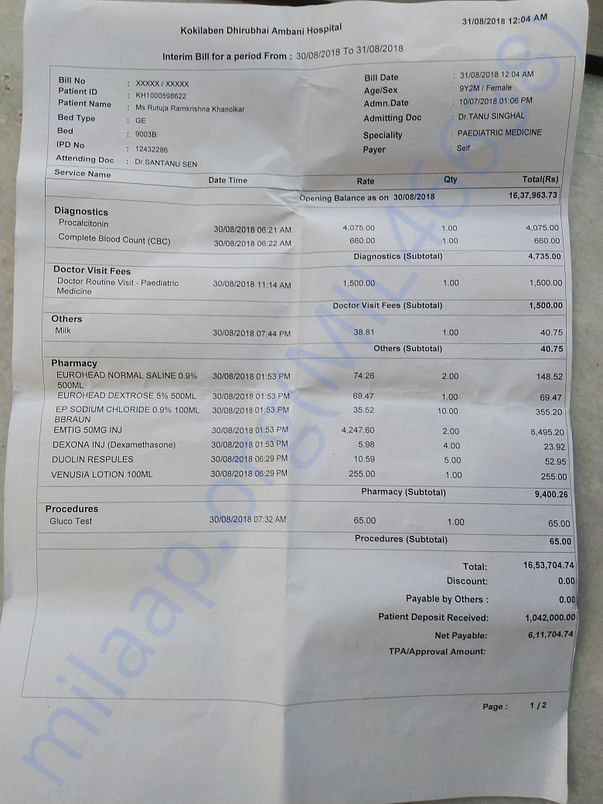 31/08/2018 12:04 AM
Kokilaben Dhirubhai Ambani Hospital
Interim Bill for a period From : 30/08/2018 To 31/08/2018
Bill No : XXXXX / XXXXX
Patient ID : KH1000598622
Patient Name : Ms Rutuja Ramkrishna Khanolkar
Bed Type : GE
Bed : 9003B
IPD No : 12432286
Attending Doc : Dr.SANTANU SEN
Bill Date : 31/08/2018 12:04 AM
Age/Sex : 9Y2M / Female
Admn.Date : 10/07/2018 01:06 PM
Admitting Doc : Dr.TANU SINGHAL
Speciality : PAEDIATRIC MEDICINE
Payer : Self
Service Name Date Time Rate Qty Total(Rs)
Opening Balance as on 30/08/2018 16,37,963.73
Diagnostics
Procalcitonin 30/08/2018 06:21 AM 4,075.00 1.00 4,075.00
Complete Blood Count (CBC) 30/08/2018 06:22 AM 660.00 1.00 660.00
Diagnostics (Subtotal) 4,735.00
Doctor Visit Fees
Doctor Routine Visit - Paediatric 30/08/2018 11:14 AM 1,500.00 1.00 1,500.00
Medicine
Doctor Visit Fees (Subtotal) 1,500.00
Others
Milk 30/08/2018 07:44 PM 38.81 1.00 40.75
Others (Subtotal) 40.75
Pharmacy
EUROHEAD NORMAL SALINE 0.9% 30/08/2018 01:53 PM 74.26 2.00 148.52
500ML
EUROHEAD DEXTROSE 5% 500ML 30/08/2018 01:53 PM 69.47 1.00 69.47
EP SODIUM CHLORIDE 0.9% 100ML 30/08/2018 01:53 PM 35.52 10.00 355.20
BBRAUN
EMTIG 50MG INJ 30/08/2018 01:53 PM 4,247.60 2.00 8,495.20
DEXONA INJ (Dexamethasone) 30/08/2018 01:53 PM 5.98 4.00 23.92
DUOLIN RESPULES 30/08/2018 06:29 PM 10.59 5.00 52.95
VENUSIA LOTION 100ML 30/08/2018 06:29 PM 255.00 1.00 255.00
Pharmacy (Subtotal) 9,400.26
Procedures
Gluco Test 30/08/2018 07:32 AM 65.00 1.00 65.00
Procedures (Subtotal) 65.00
Total: 16,53,704.74
Discount: 0.00
Payable by Others : 0.00
Patient Deposit Received: 1,042,000.00
Net Payable: 6,11,704.74
TPA/Approval Amount:
Page : 1 / 2